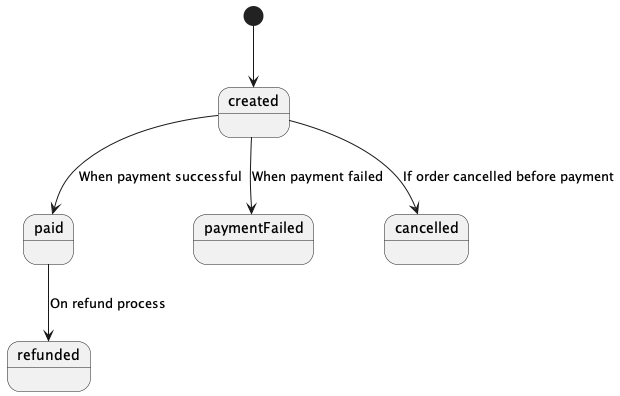 created
When payment successful
When payment failed
If order cancelled before payment
paid
paymentFailed
cancelled
On refund process
refunded